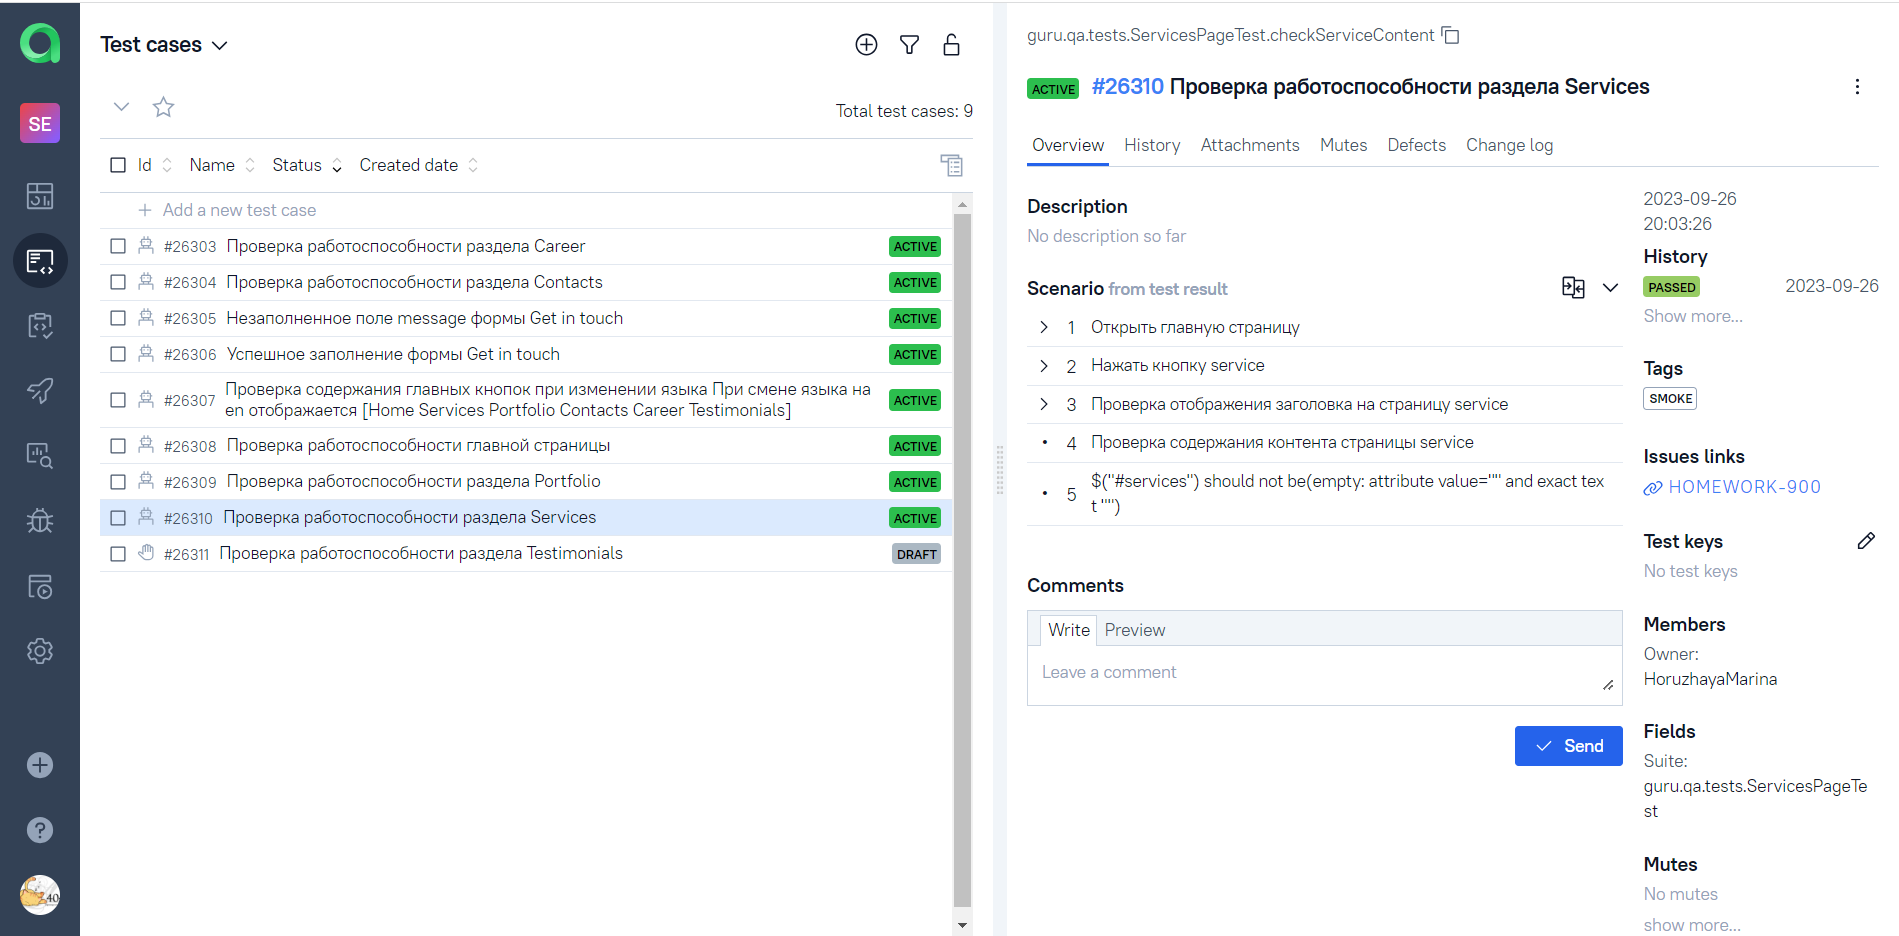 SE
Test cases
Total test cases: 9
Id Name Status Created date
Add a new test case
#26303 Проверка работоспособности раздела Career ACTIVE
#26304 Проверка работоспособности раздела Contacts ACTIVE
#26305 Незаполненное поле message формы Get in touch ACTIVE
#26306 Успешное заполнение формы Get in touch ACTIVE
#26307 Проверка содержания главных кнопок при изменении языка При смене языка на
en отображается [Home Services Portfolio Contacts Career Testimonials] ACTIVE
#26308 Проверка работоспособности главной страницы ACTIVE
#26309 Проверка работоспособности раздела Portfolio ACTIVE
#26310 Проверка работоспособности раздела Services ACTIVE
#26311 Проверка работоспособности раздела Testimonials DRAFT
40
guru.qa.tests.ServicesPageTest.checkServiceContent
ACTIVE #26310 Проверка работоспособности раздела Services
Overview History Attachments Mutes Defects Change log
Description
No description so far
Scenario from test result
1 Открыть главную страницу
2 Нажать кнопку service
3 Проверка отображения заголовка на страницу service
4 Проверка содержания контента страницы service
5 $("#services") should not be(empty: attribute value="" and exact tex
t "")
Comments
Write Preview
Leave a comment
Send
2023-09-26
20:03:26
History
PASSED 2023-09-26
Show more...
Tags
SMOKE
Issues links
HOMEWORK-900
Test keys
No test keys
Members
Owner:
HoruzhayaMarina
Fields
Suite:
guru.qa.tests.ServicesPageTe
st
Mutes
No mutes
show more...